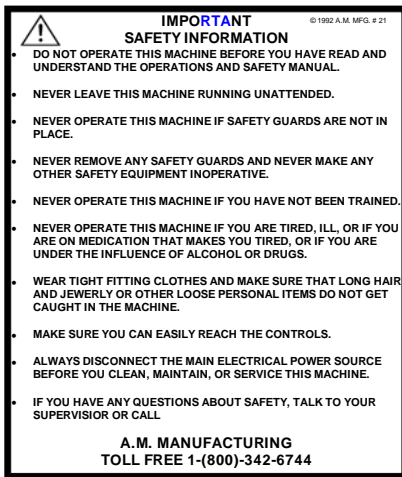 IMPORTANT © 1992 A.M. MFG. # 21
SAFETY INFORMATION
• DO NOT OPERATE THIS MACHINE BEFORE YOU HAVE READ AND
UNDERSTAND THE OPERATIONS AND SAFETY MANUAL.
• NEVER LEAVE THIS MACHINE RUNNING UNATTENDED.
• NEVER OPERATE THIS MACHINE IF SAFETY GUARDS ARE NOT IN
PLACE.
• NEVER REMOVE ANY SAFETY GUARDS AND NEVER MAKE ANY
OTHER SAFETY EQUIPMENT INOPERATIVE.
• NEVER OPERATE THIS MACHINE IF YOU HAVE NOT BEEN TRAINED.
• NEVER OPERATE THIS MACHINE IF YOU ARE TIRED, ILL, OR IF YOU
ARE ON MEDICATION THAT MAKES YOU TIRED, OR IF YOU ARE
UNDER THE INFLUENCE OF ALCOHOL OR DRUGS.
• WEAR TIGHT FITTING CLOTHES AND MAKE SURE THAT LONG HAIR
AND JEWERLY OR OTHER LOOSE PERSONAL ITEMS DO NOT GET
CAUGHT IN THE MACHINE.
• MAKE SURE YOU CAN EASILY REACH THE CONTROLS.
• ALWAYS DISCONNECT THE MAIN ELECTRICAL POWER SOURCE
BEFORE YOU CLEAN, MAINTAIN, OR SERVICE THIS MACHINE.
• IF YOU HAVE ANY QUESTIONS ABOUT SAFETY, TALK TO YOUR
SUPERVISIOR OR CALL
A.M. MANUFACTURING
TOLL FREE 1-(800)-342-6744